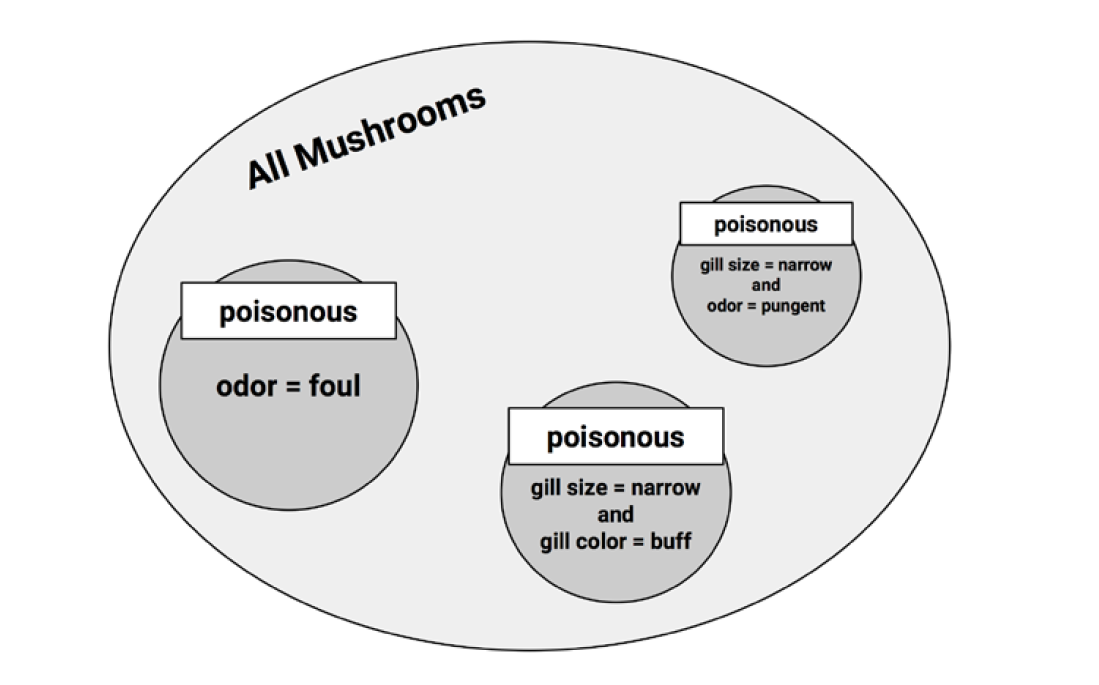 All Mushrooms
poisonous
gill size = narrow
and
odor = pungent
poisonous
odor = foul
poisonous
gill size = narrow
and
gill color = buff